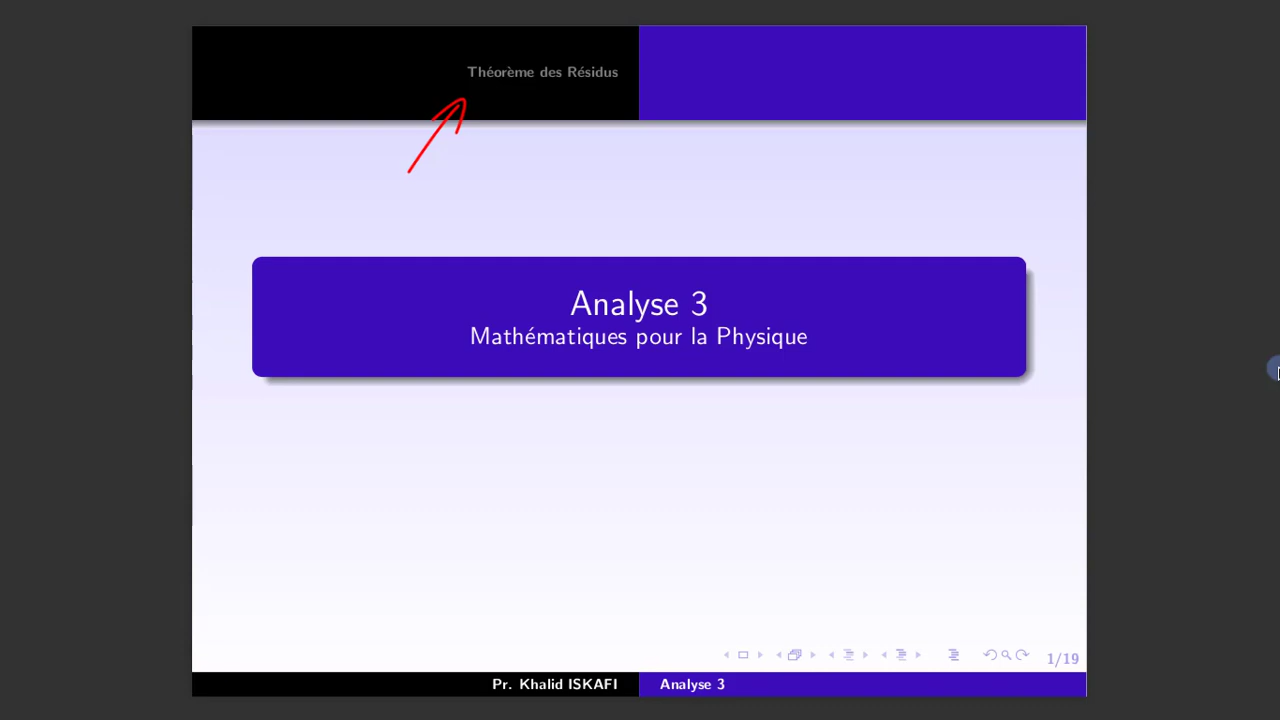 Théorème des Résidus
Analyse 3
Mathématiques pour la Physique
1/19
Pr. Khalid ISKAFI
Analyse 3